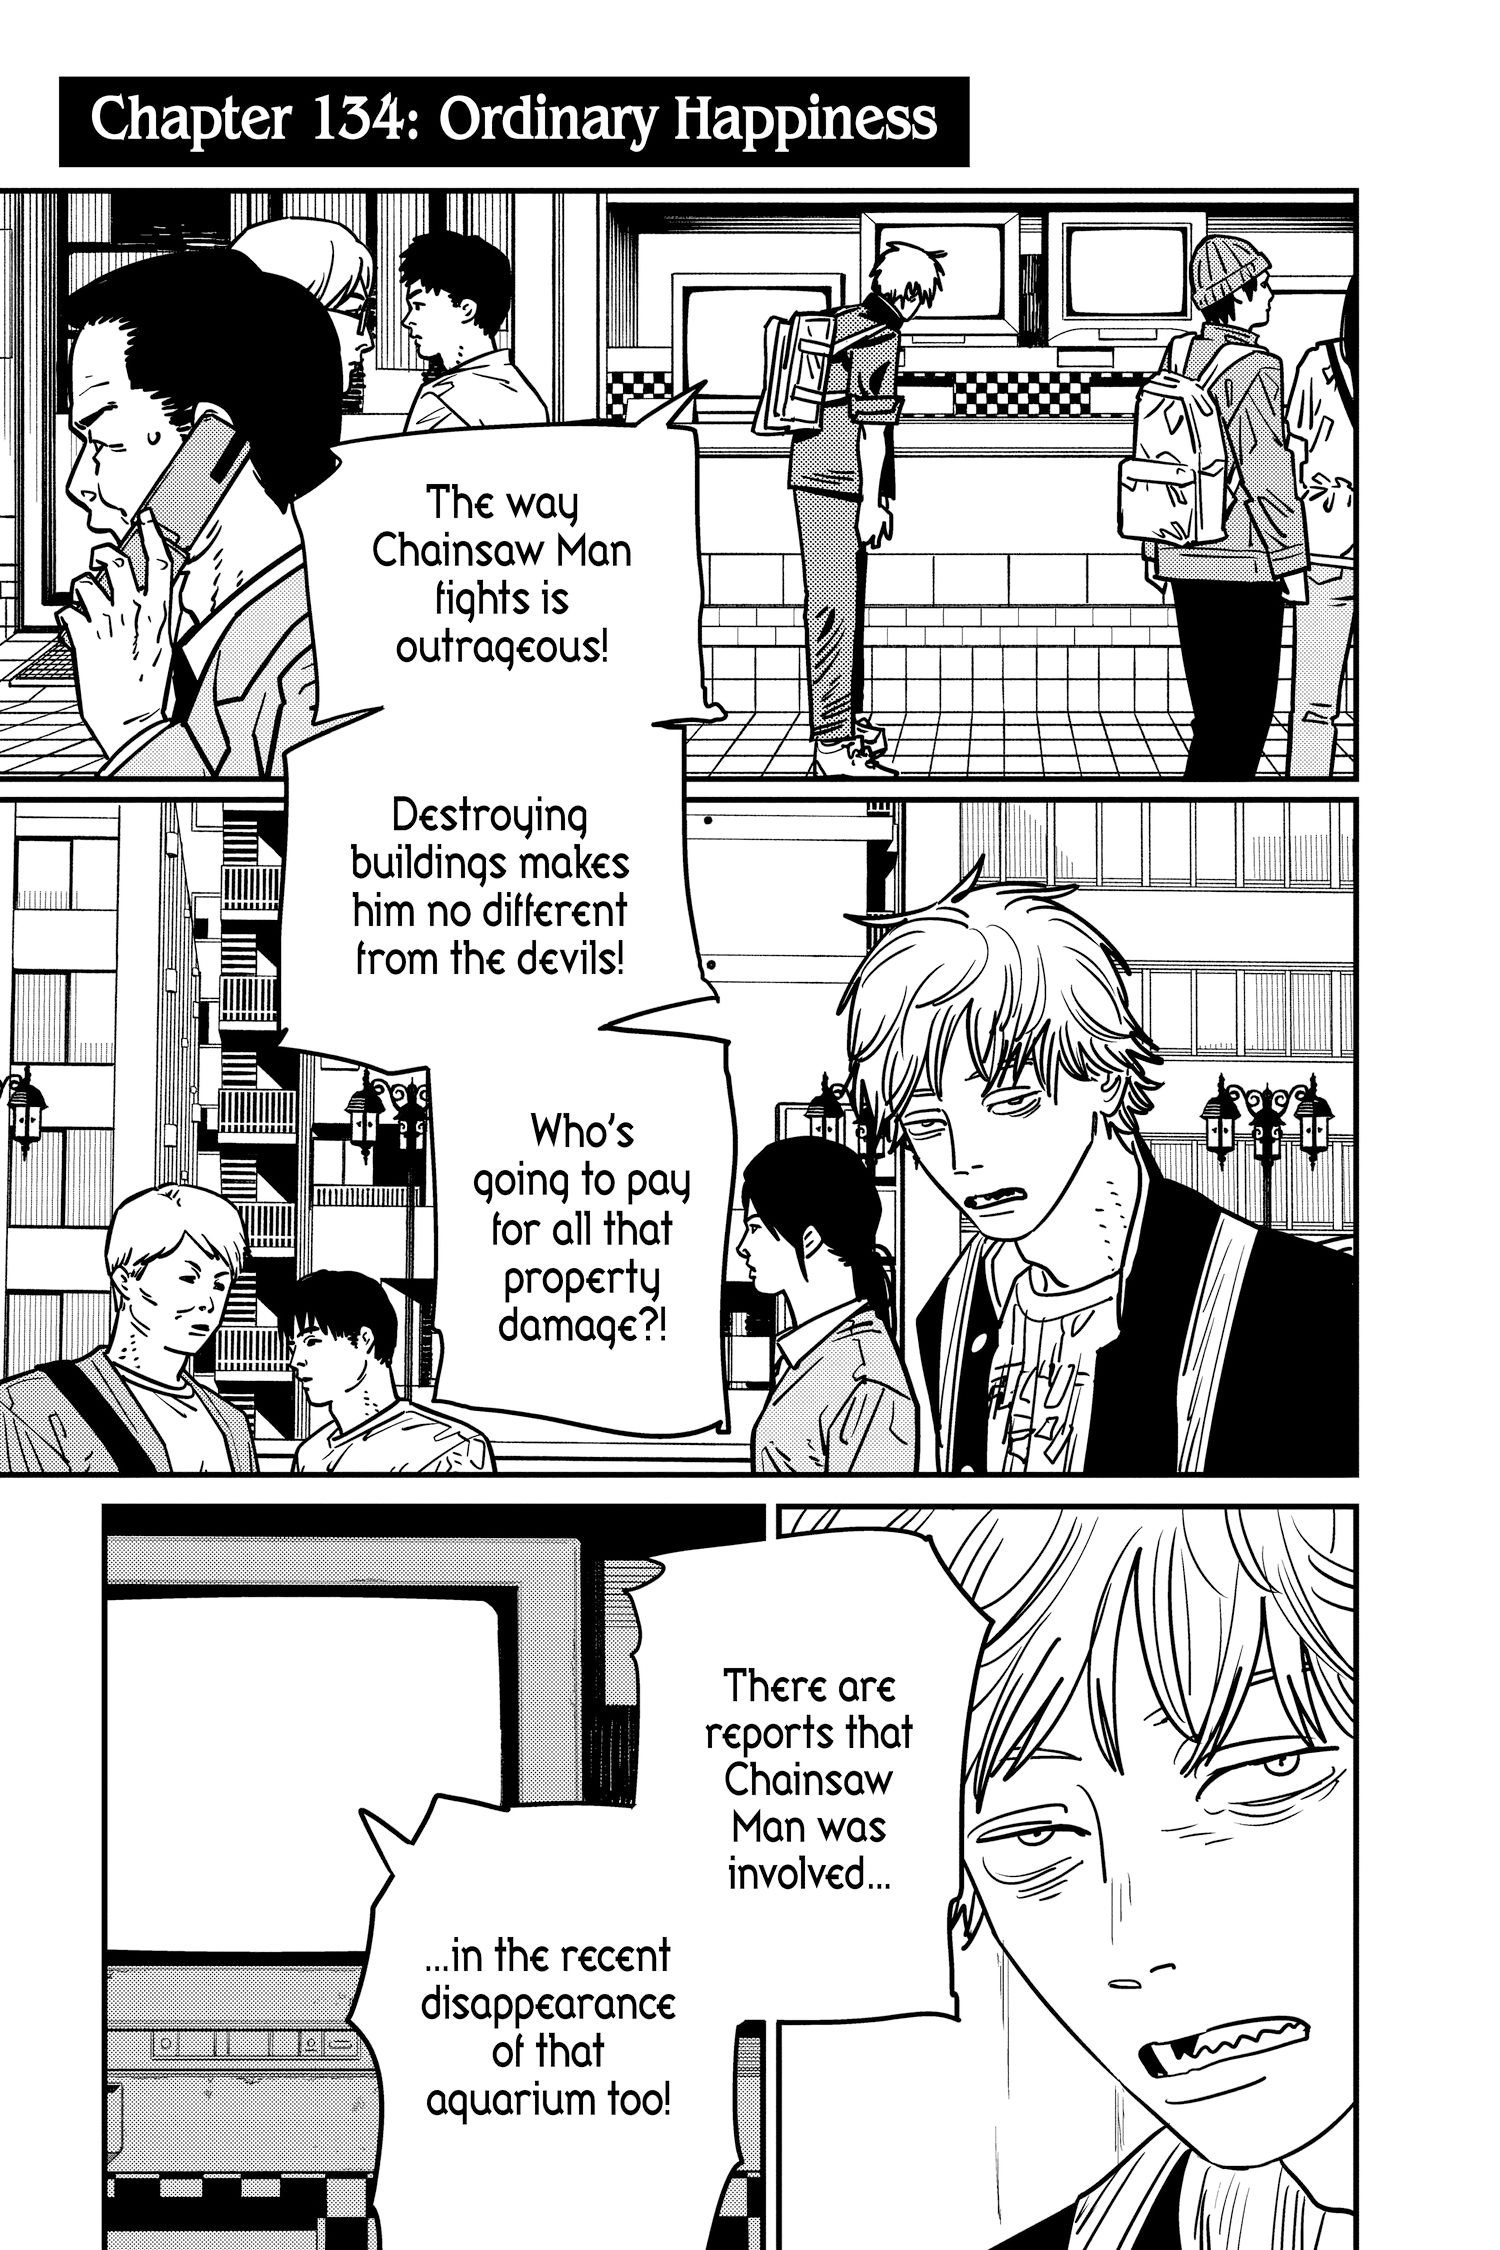 Chapter 134: Ordinary Happiness
The way
Chainsaw Man
fights is
outrageous!
Destroying
buildings makes
him no different
from the devils!
Who's
going to pay
for all that
property
damage?!
There are
reports that
Chainsaw
Man was
involved...
...in the recent
disappearance
of that
aquarium too!